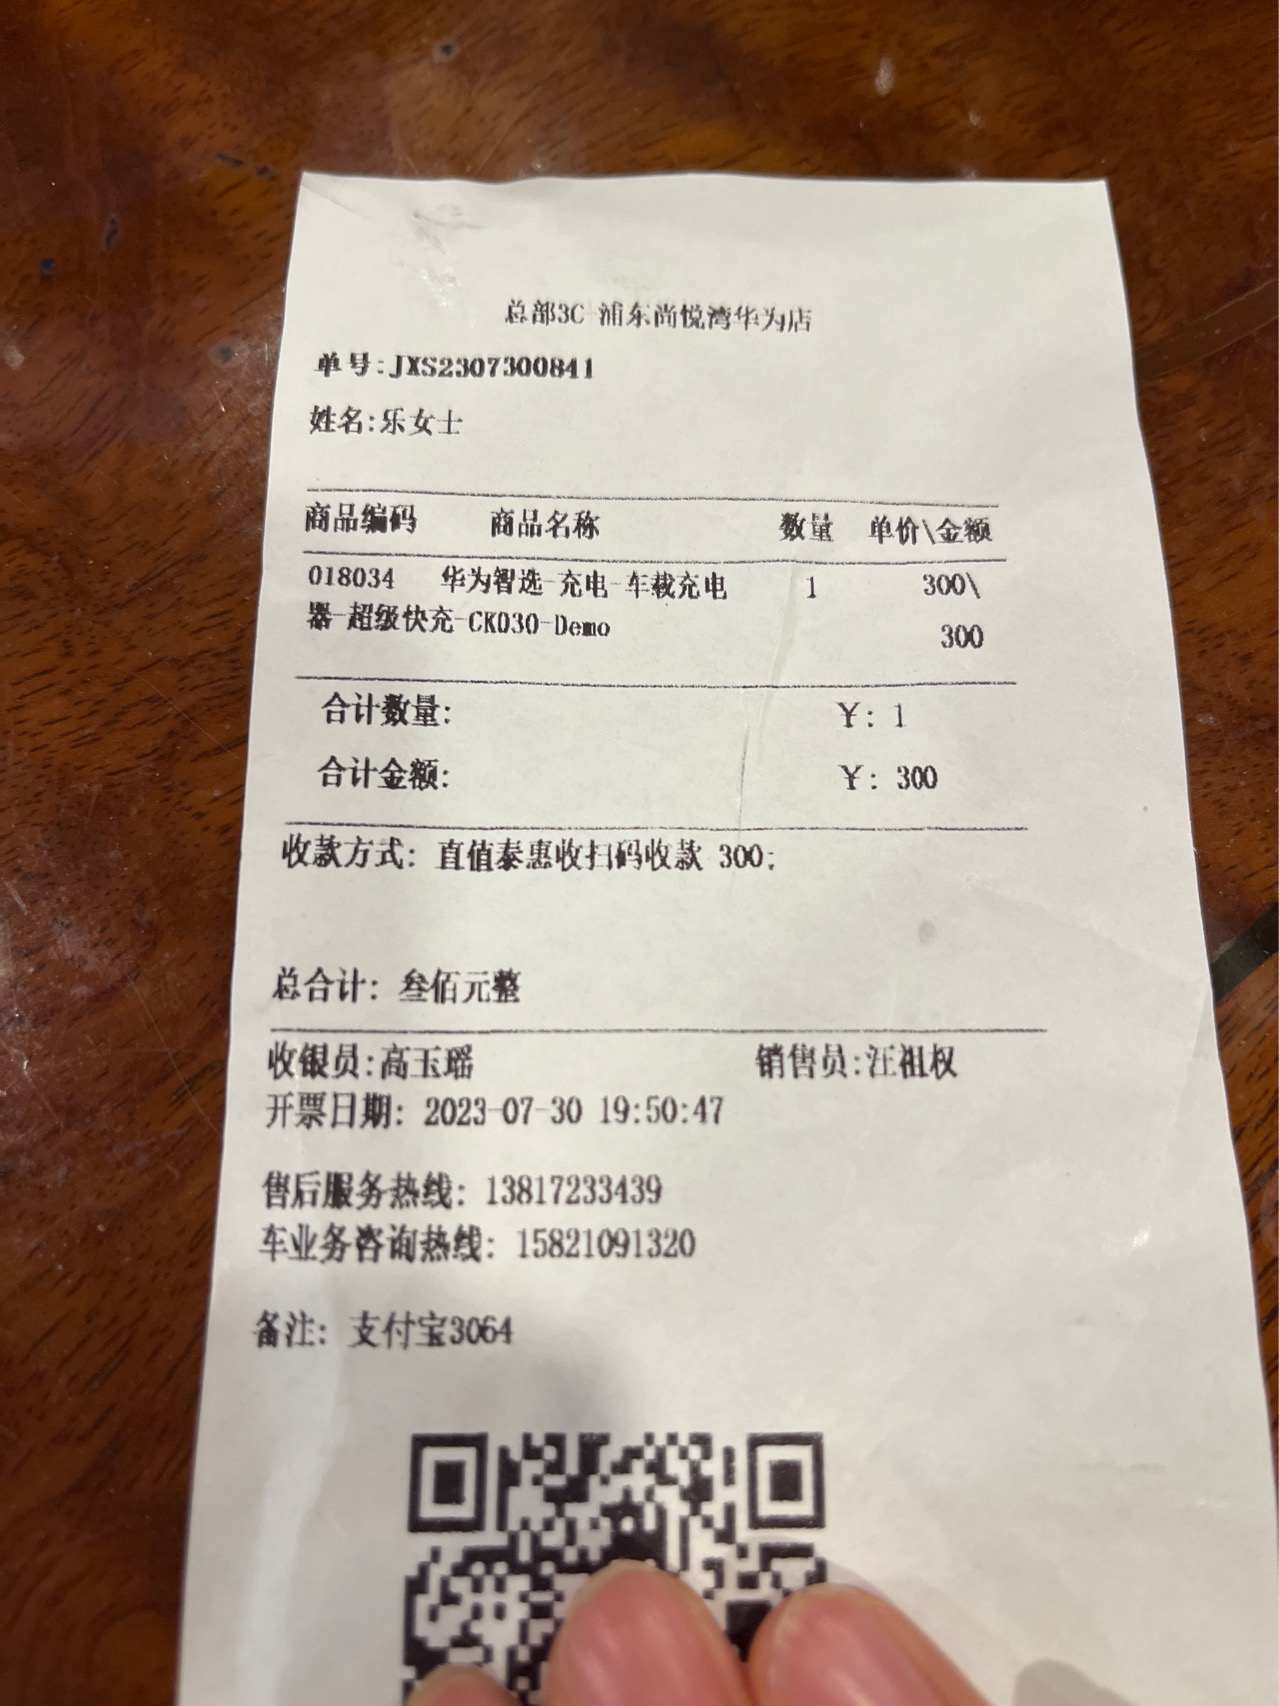 总部3C-浦东尚悦湾华为店
单号:JXS2307300841
姓名:乐女士
商品编码 商品名称 数量 单价\金额
018034 华为智选-充电-车载充电 1 300\
器-超级快充-CK030-Demo 300
合计数量: ￥: 1
合计金额: ￥: 300
收款方式: 直值泰惠收扫码收款 300;
总合计: 叁佰元整
收银员:高玉瑶 销售员:汪祖权
开票日期: 2023-07-30 19:50:47
售后服务热线: 13817233439
车业务咨询热线: 15821091320
备注: 支付宝3064